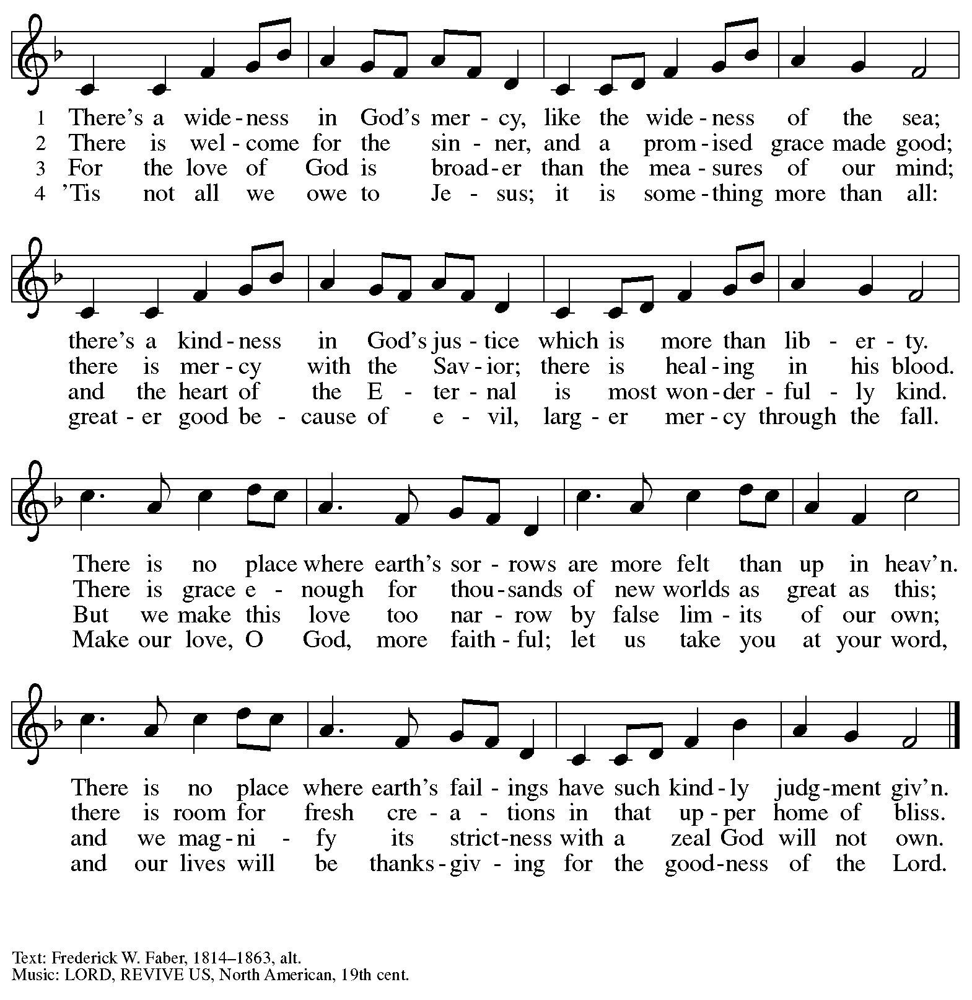 1 There’s a wide - ness in God’s mer - cy, like the wide - ness of the sea;
2 There is wel - come for the sin - ner, and a prom - ised grace made good;
3 For the love of God is broad - er than the mea - sures of our mind;
4 ’Tis not all we owe to Je - sus; it is some - thing more than all:
there’s a kind - ness in God’s jus - tice which is more than lib - er - ty.
there is mer - cy with the Sav - ior; there is heal - ing in his blood.
and the heart of the E - ter - nal is most won - der - ful - ly kind.
great - er good be - cause of e - vil, larg - er mer - cy through the fall.
There is no place where earth’s sor - rows are more felt than up in heav’n.
There is grace e - nough for thou - sands of new worlds as great as this;
But we make this love too nar - row by false lim - its of our own;
Make our love, O God, more faith - ful; let us take you at your word,
There is no place where earth’s fail - ings have such kind - ly judg - ment giv’n.
there is room for fresh cre - a - tions in that up - per home of bliss.
and we mag - ni - fy its strict - ness with a zeal God will not own.
and our lives will be thanks - giv - ing for the good - ness of the Lord.
Text: Frederick W. Faber, 1814–1863, alt.
Music: LORD, REVIVE US, North American, 19th cent.